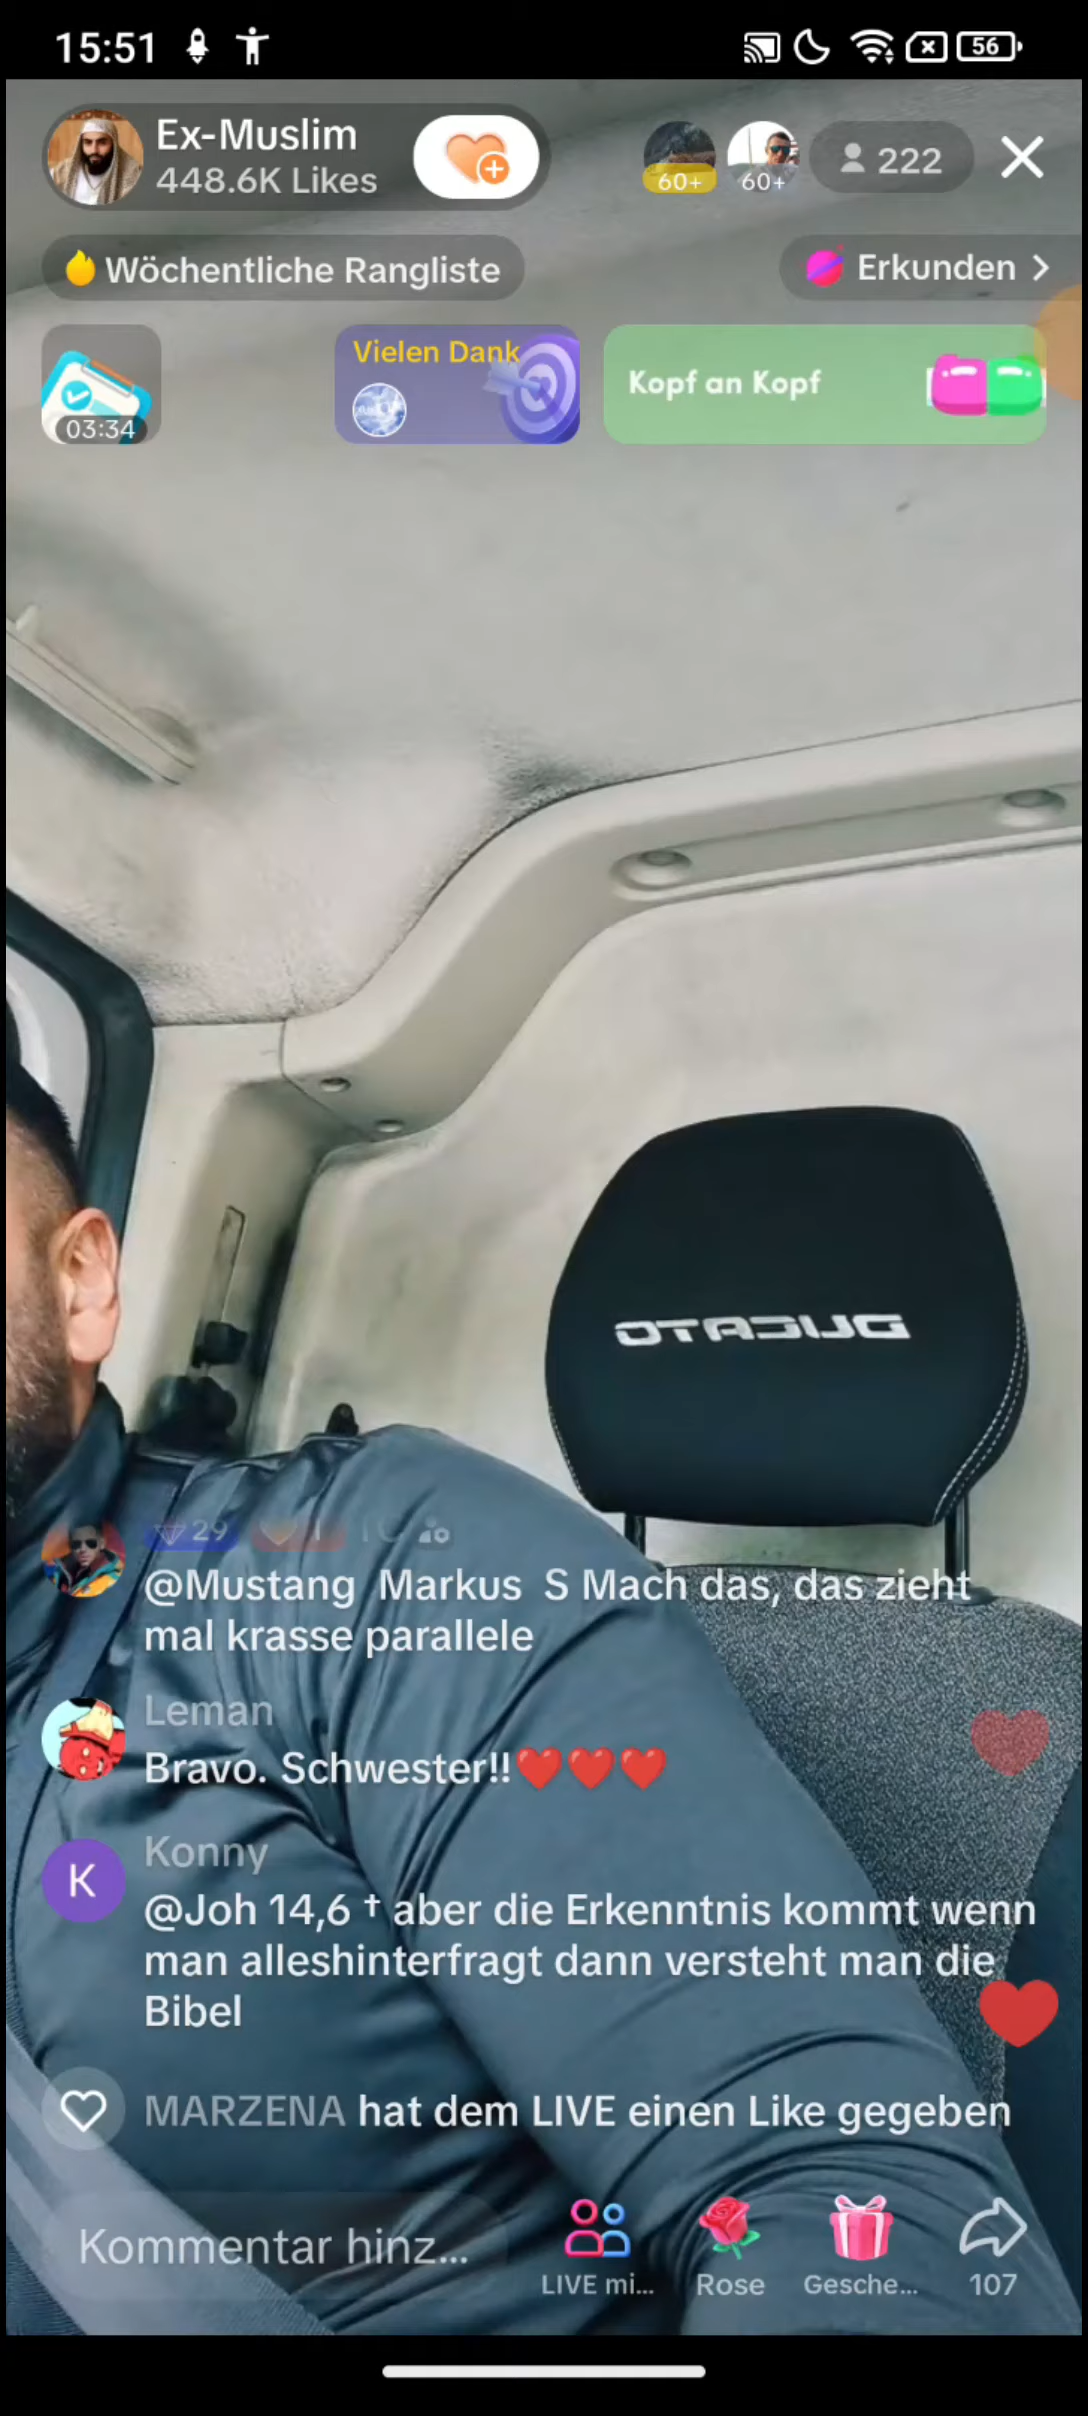 15:51
56
Ex-Muslim
448.6K Likes
60+
60+
222
Wöchentliche Rangliste
Erkunden >
03:34
Vielen Dank
Kopf an Kopf
DUCATO
29
@Mustang Markus S Mach das, das zieht
mal krasse parallele
Leman
Bravo. Schwester!!❤️❤️❤️
K
Konny
@Joh 14,6 † aber die Erkenntnis kommt wenn
man alleshinterfragt dann versteht man die
Bibel
MARZENA hat dem LIVE einen Like gegeben
Kommentar hinz...
LIVE mi...
Rose
Gesche...
107